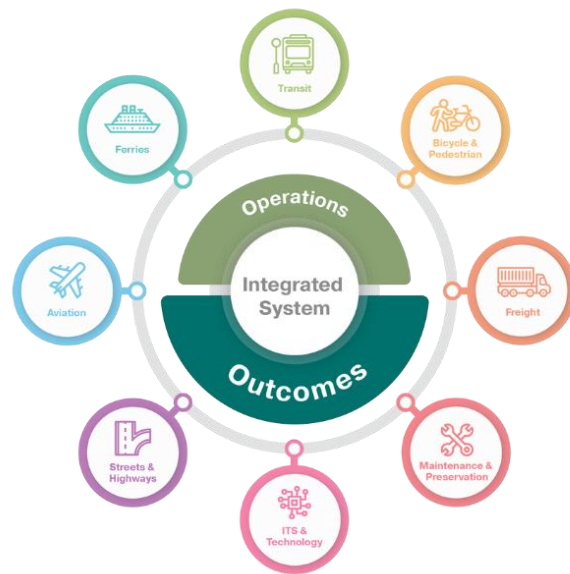 Transit
Bicycle &
Pedestrian
Ferries
Operations
Integrated
System
Outcomes
Aviation
Freight
Streets &
Highways
Maintenance &
Preservation
ITS &
Technology